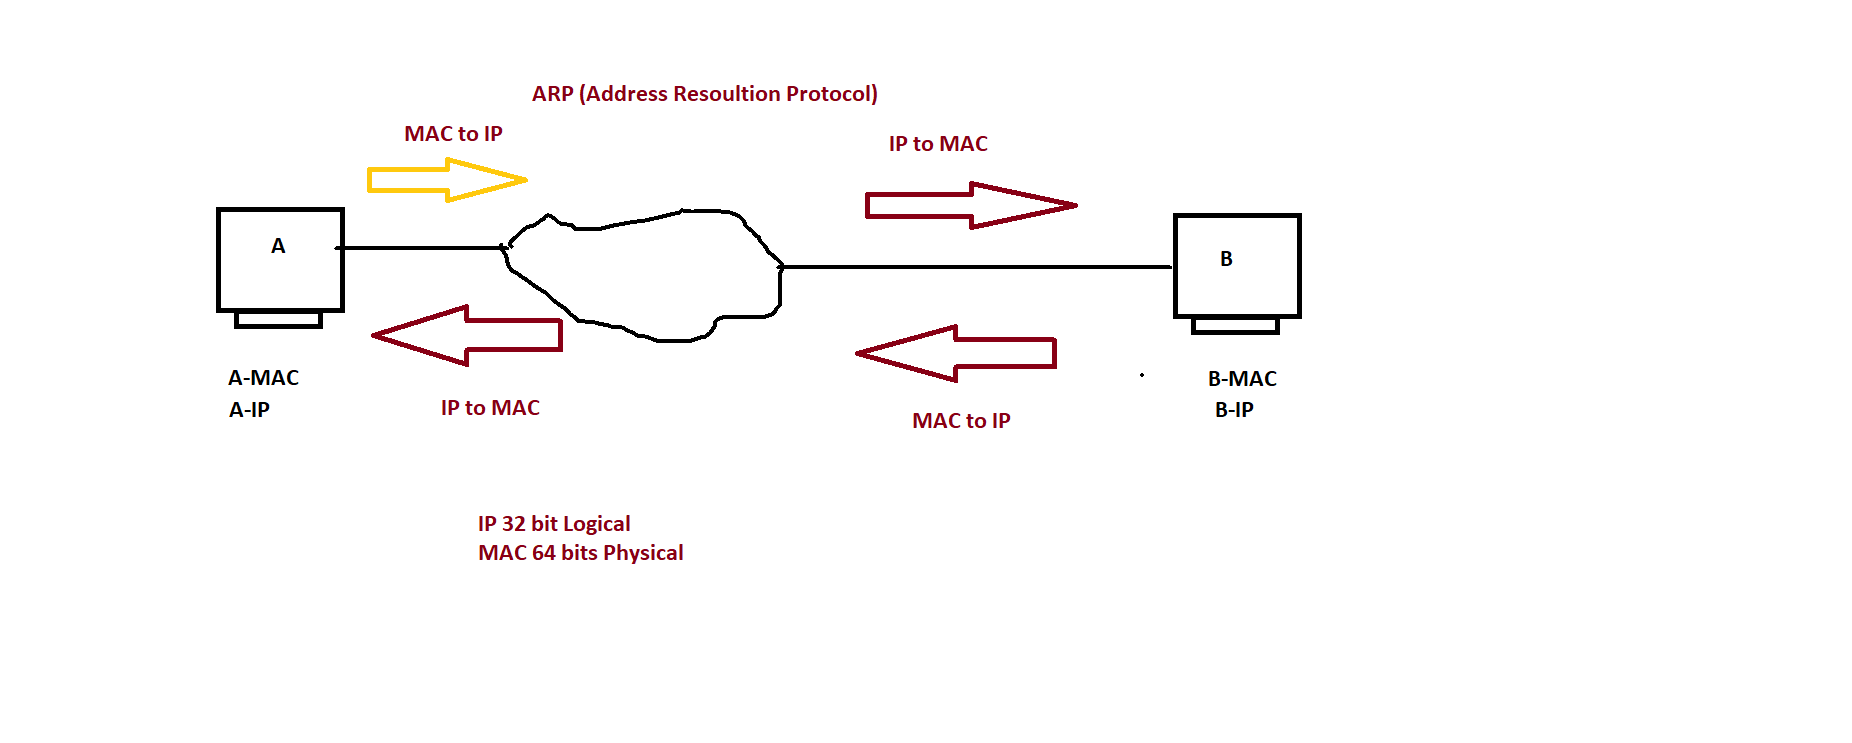 ARP (Address Resoultion Protocol)
MAC to IP
IP to MAC
A
B
A-MAC
A-IP
B-MAC
B-IP
IP to MAC
MAC to IP
IP 32 bit Logical
MAC 64 bits Physical